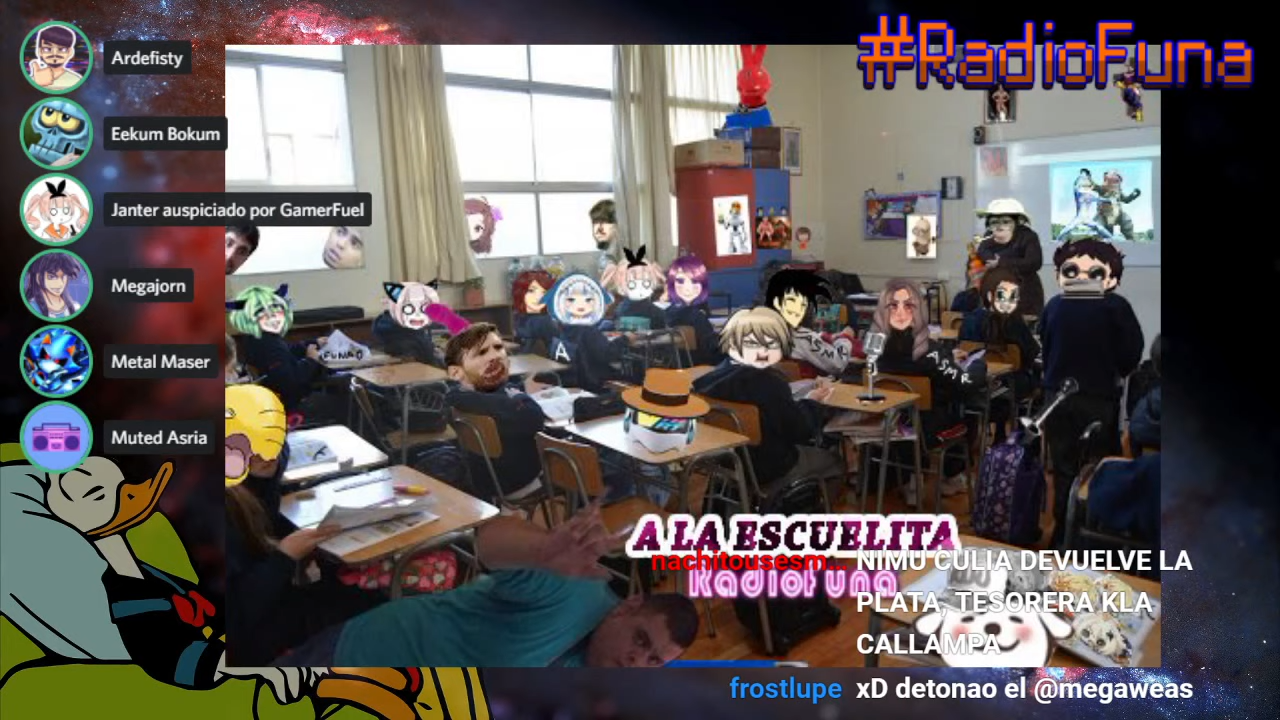 #RadioFuna
Ardefisty
Eekum Bokum
Janter auspiciado por GamerFuel
Megajorn
Metal Maser
Muted Asria
FUNAO
A
ASMR
ASMR
A LA ESCUELITA
RadioFuna
nachitousesm... NIMU CULIA DEVUELVE LA
PLATA, TESORERA KLA
CALLAMPA
frostlupe xD detonao el @megaweas